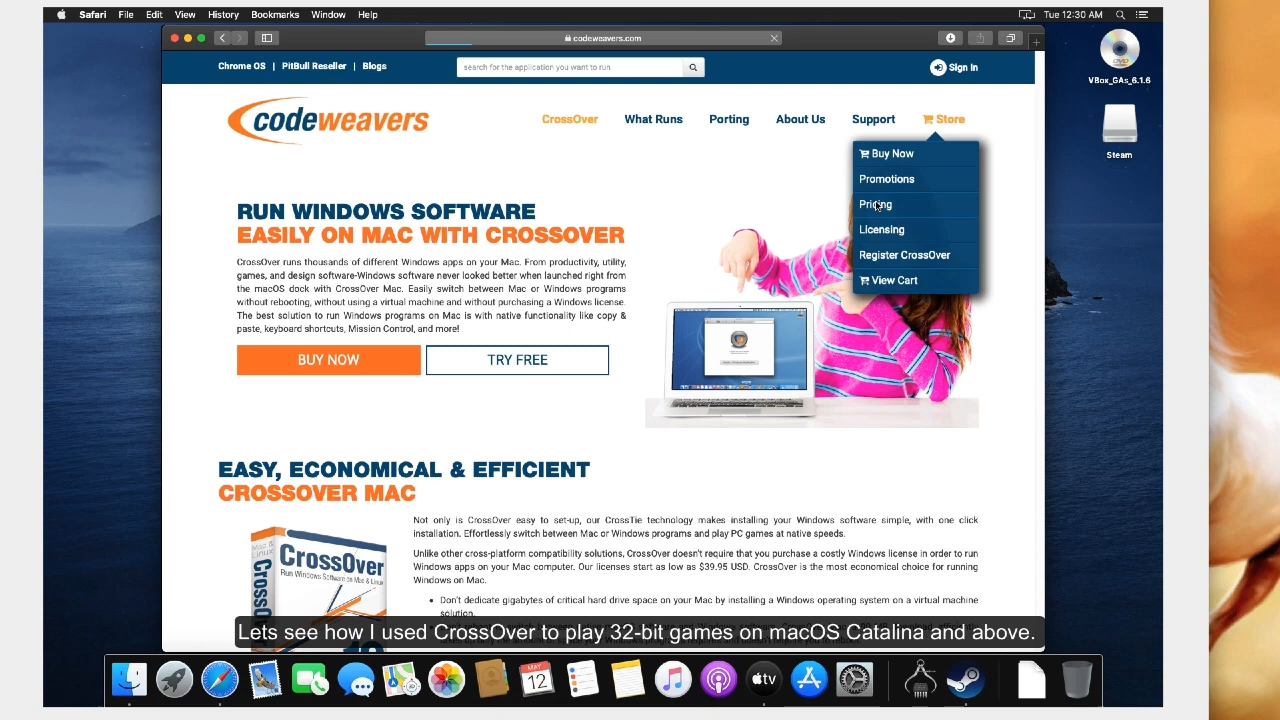 Safari File Edit View History Bookmarks Window Help
Tue 12:30 AM
codeweavers.com
Chrome OS | PitBull Reseller | Blogs
search for the application you want to run
Sign In
codeweavers
CrossOver What Runs Porting About Us Support Store
Buy Now
Promotions
Pricing
Licensing
Register CrossOver
View Cart
VBox_GAs_6.1.6
Steam
RUN WINDOWS SOFTWARE
EASILY ON MAC WITH CROSSOVER
CrossOver runs thousands of different Windows apps on your Mac. From productivity, utility,
games, and design software-Windows software never looked better when launched right from
the macOS dock with CrossOver Mac. Easily switch between Mac or Windows programs
without rebooting, without using a virtual machine and without purchasing a Windows license.
The best solution to run Windows programs on Mac is with native functionality like copy &
paste, keyboard shortcuts, Mission Control, and more!
BUY NOW
TRY FREE
EASY, ECONOMICAL & EFFICIENT
CROSSOVER MAC
Not only is CrossOver easy to set-up, our CrossTie technology makes installing your Windows software simple, with one click
installation. Effortlessly switch between Mac or Windows programs and play PC games at native speeds.
Unlike other cross-platform compatibility solutions, CrossOver doesn't require that you purchase a costly Windows license in order to run
Windows apps on your Mac computer. Our licenses start as low as $39.95 USD. CrossOver is the most economical choice for running
Windows on Mac.
Don't dedicate gigabytes of critical hard drive space on your Mac by installing a Windows operating system on a virtual machine
solution.
Mac &
Linux
CrossOver
Run Windows Software on Mac & Linux
CrossOver
Lets see how I used CrossOver to play 32-bit games on macOS Catalina and above.
MAY
12
tv